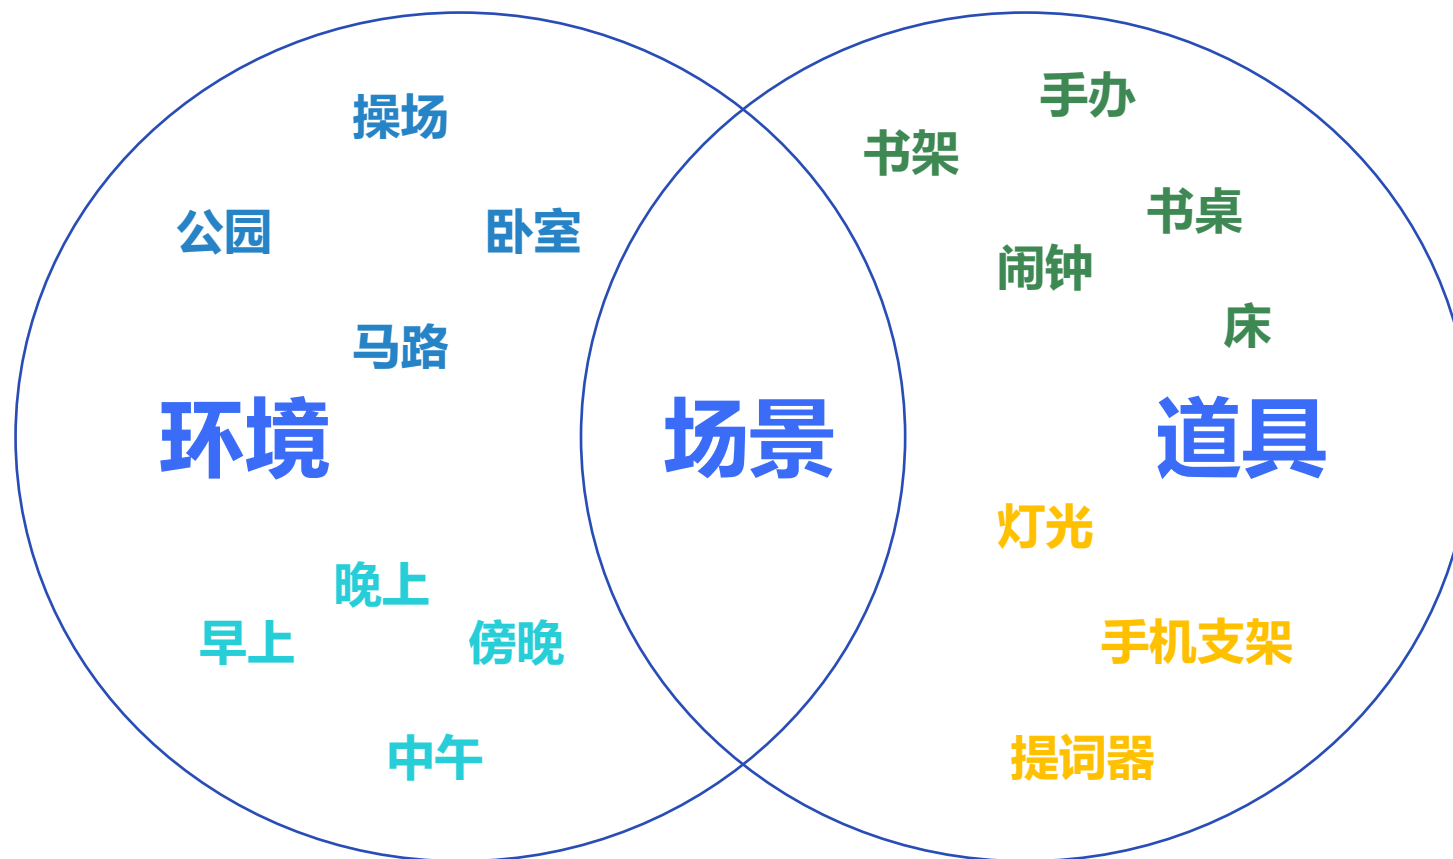 操场
公园
卧室
马路
环境
晚上
早上
傍晚
中午
场景
手办
书架
书桌
闹钟
床
道具
灯光
手机支架
提词器